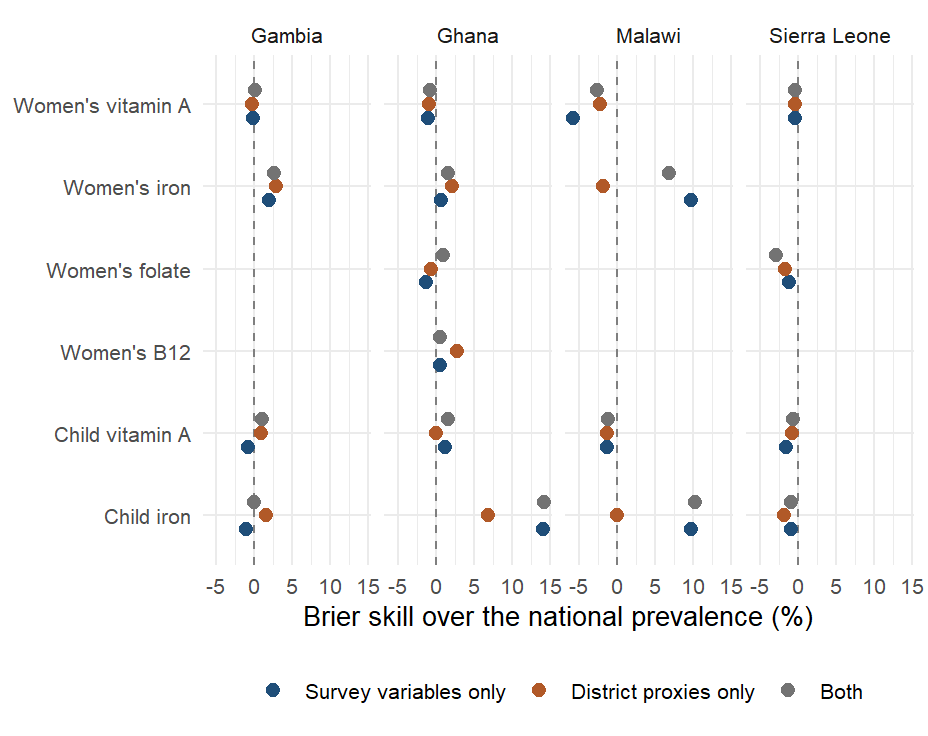 Gambia Ghana Malawi Sierra Leone
Women's vitamin A
Women's iron
Women's folate
Women's B12
Child vitamin A
Child iron
-5 0 5 10 15 -5 0 5 10 15 -5 0 5 10 15 -5 0 5 10 15
Brier skill over the national prevalence (%)
Survey variables only District proxies only Both